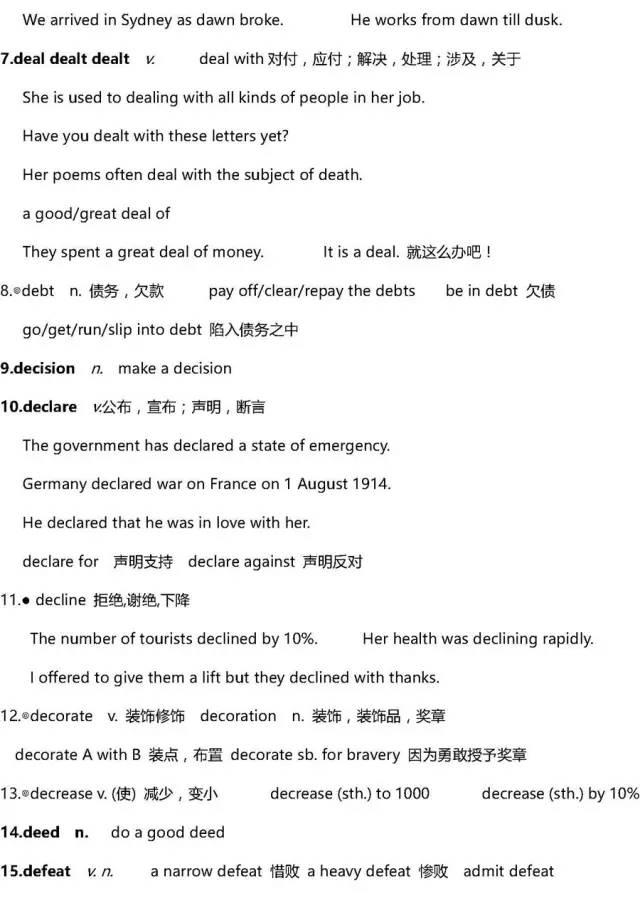 We arrived in Sydney as dawn broke. He works from dawn till dusk.
7.deal dealt dealt v. deal with 对付，应付；解决，处理；涉及，关于
She is used to dealing with all kinds of people in her job.
Have you dealt with these letters yet?
Her poems often deal with the subject of death.
a good/great deal of
They spent a great deal of money. It is a deal. 就这么办吧！
8.⊙debt n. 债务，欠款 pay off/clear/repay the debts be in debt 欠债
go/get/run/slip into debt 陷入债务之中
9.decision n. make a decision
10.declare v.公布，宣布；声明，断言
The government has declared a state of emergency.
Germany declared war on France on 1 August 1914.
He declared that he was in love with her.
declare for 声明支持 declare against 声明反对
11.● decline 拒绝,谢绝,下降
The number of tourists declined by 10%. Her health was declining rapidly.
I offered to give them a lift but they declined with thanks.
12.⊙decorate v. 装饰修饰 decoration n. 装饰，装饰品，奖章
decorate A with B 装点，布置 decorate sb. for bravery 因为勇敢授予奖章
13.⊙decrease v. (使) 减少，变小 decrease (sth.) to 1000 decrease (sth.) by 10%
14.deed n. do a good deed
15.defeat v. n. a narrow defeat 惜败 a heavy defeat 惨败 admit defeat